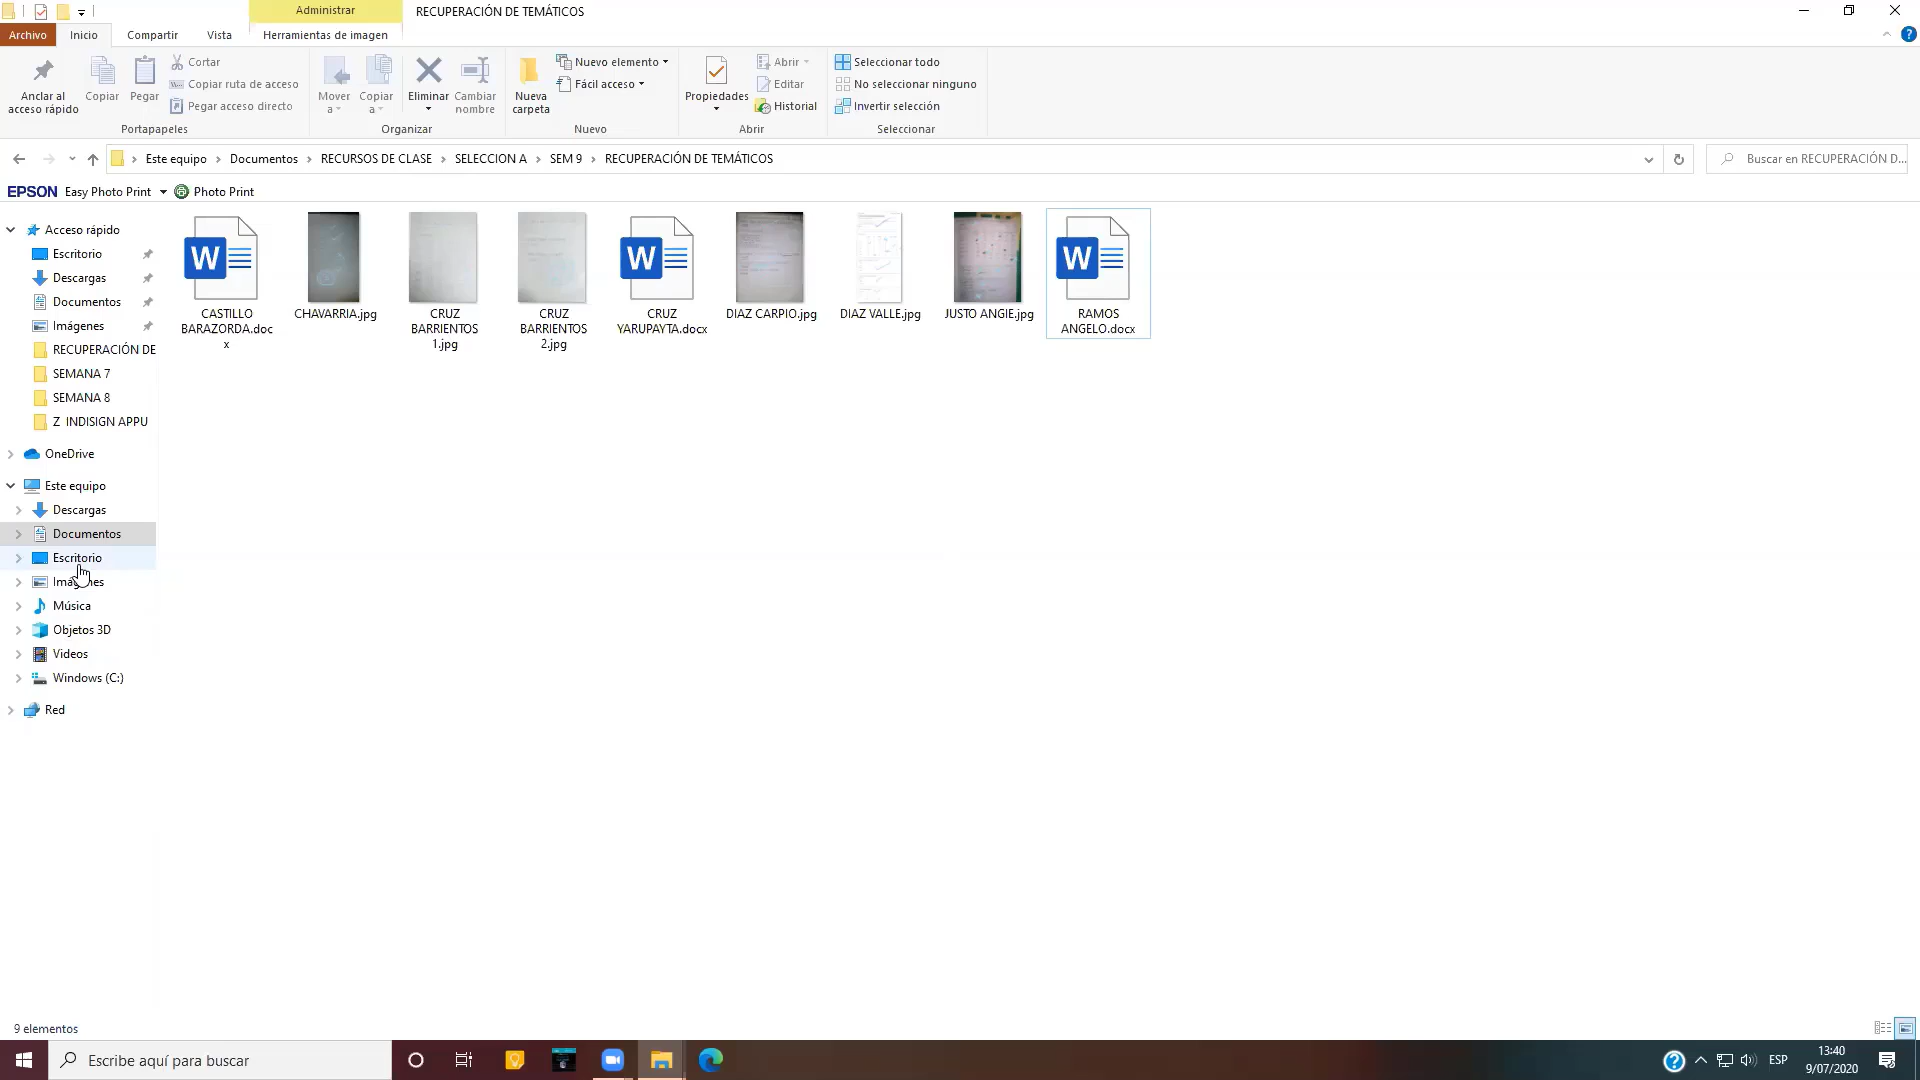 Administrar
RECUPERACIÓN DE TEMÁTICOS
Archivo
Inicio
Compartir
Vista
Herramientas de imagen
Anclar al
acceso rápido
Copiar
Pegar
Cortar
Copiar ruta de acceso
Pegar acceso directo
Portapapeles
Mover
a
Copiar
a
Eliminar
Cambiar
nombre
Organizar
Nueva
carpeta
Nuevo elemento
Fácil acceso
Nuevo
Propiedades
Abrir
Editar
Historial
Abrir
Seleccionar todo
No seleccionar ninguno
Invertir selección
Seleccionar
Este equipo > Documentos > RECURSOS DE CLASE > SELECCION A > SEM 9 > RECUPERACIÓN DE TEMÁTICOS
Buscar en RECUPERACIÓN D...
EPSON Easy Photo Print Photo Print
Acceso rápido
Escritorio
Descargas
Documentos
Imágenes
RECUPERACIÓN DE
SEMANA 7
SEMANA 8
Z INDISIGN APPU
OneDrive
Este equipo
Descargas
Documentos
Escritorio
Imágenes
Música
Objetos 3D
Videos
Windows (C:)
Red
CASTILLO
BARAZORDA.doc
x
CHAVARRIA.jpg
CRUZ
BARRIENTOS
1.jpg
CRUZ
BARRIENTOS
2.jpg
CRUZ
YARUPAYTA.docx
DIAZ CARPIO.jpg
DIAZ VALLE.jpg
JUSTO ANGIE.jpg
RAMOS
ANGELO.docx
9 elementos
Escribe aquí para buscar
ESP
13:40
9/07/2020